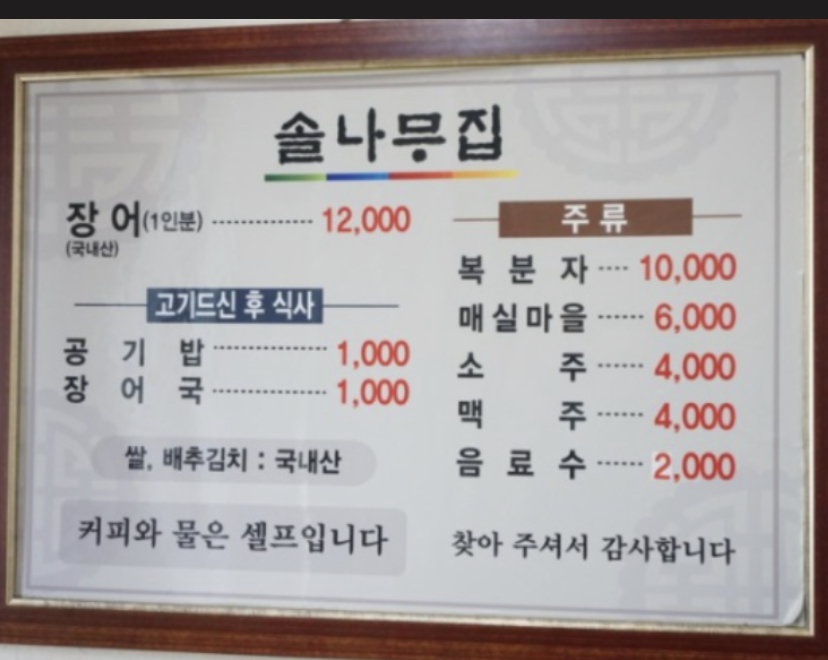 솔나무집
장 어(1인분) 12,000
(국내산)
고기드신 후 식사
공 기 밥 1,000
장 어 국 1,000
쌀, 배추김치 : 국내산
커피와 물은 셀프입니다
주 류
복 분 자 10,000
매실마을 6,000
소 주 4,000
맥 주 4,000
음 료 수 2,000
찾아 주셔서 감사합니다